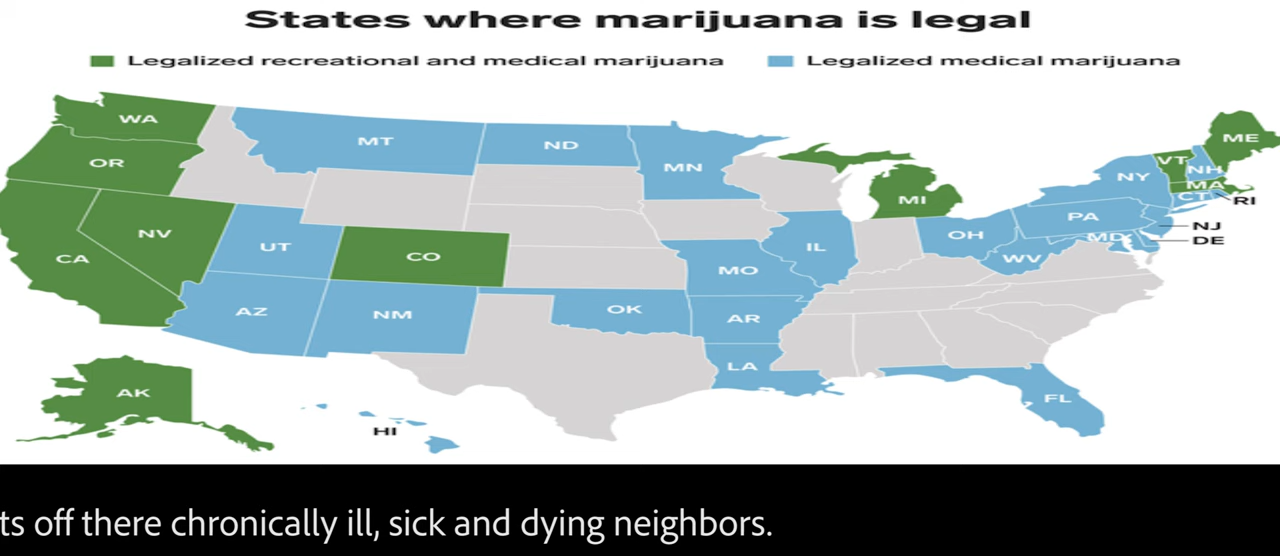 States where marijuana is legal
Legalized recreational and medical marijuana Legalized medical marijuana
WA
MT
ND
OR
MN
ME
VT
NH
NY
MA
CT
RI
MI
NV
UT
CO
CA
PA
NJ
OH
MD
DE
IL
WV
MO
AZ
NM
OK
AR
LA
AK
FL
HI
ts off there chronically ill, sick and dying neighbors.